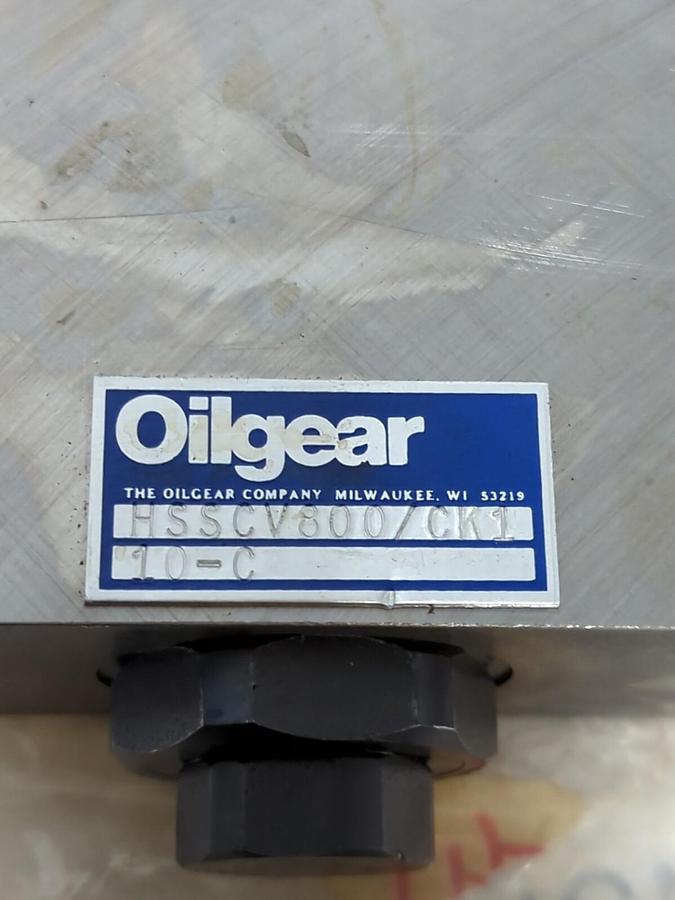 Oilgear
THE OILGEAR COMPANY MILWAUKEE, WI 53219
HSSCV800/CK1
10-C